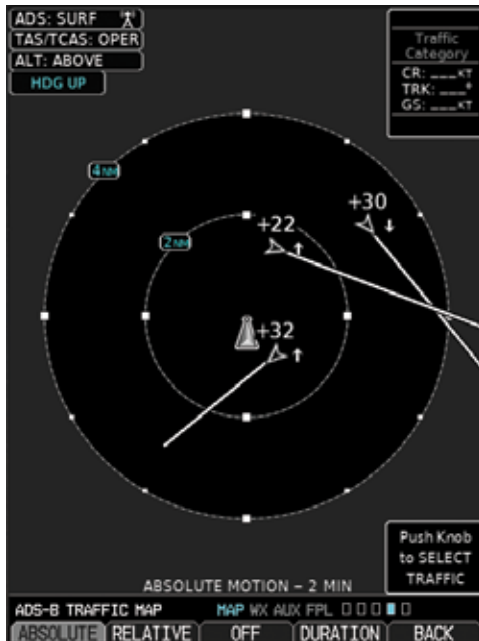 ADS: SURF
TAS/TCAS: OPER
ALT: ABOVE
HDG UP
Traffic
Category
CR: ___KT
TRK: ___°
GS: ___KT
4NM
+30
+22
2NM
+32
Push Knob
to SELECT
TRAFFIC
ABSOLUTE MOTION – 2 MIN
ADS-B TRAFFIC MAP MAP WX AUX FPL
ABSOLUTE RELATIVE OFF DURATION BACK